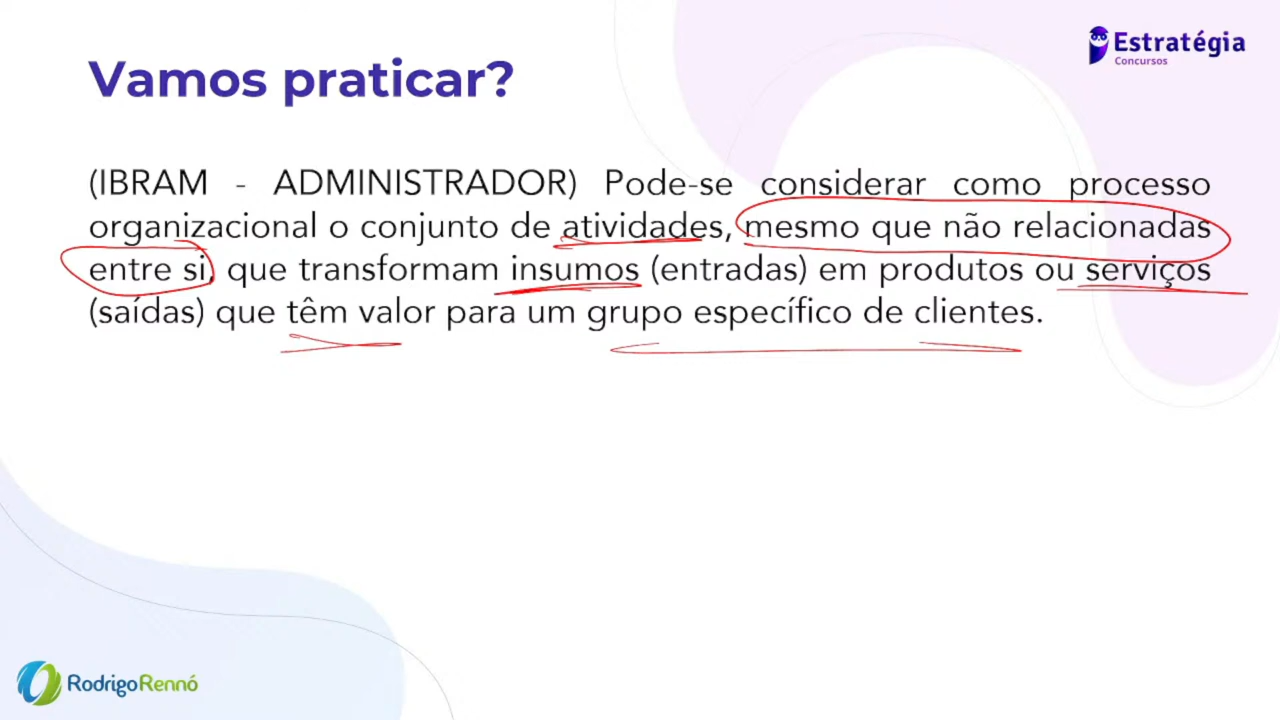 Estratégia
Concursos
Vamos praticar?
(IBRAM - ADMINISTRADOR) Pode-se considerar como processo
organizacional o conjunto de atividades, mesmo que não relacionadas
entre si, que transformam insumos (entradas) em produtos ou serviços
(saídas) que têm valor para um grupo específico de clientes.
RodrigoRennó